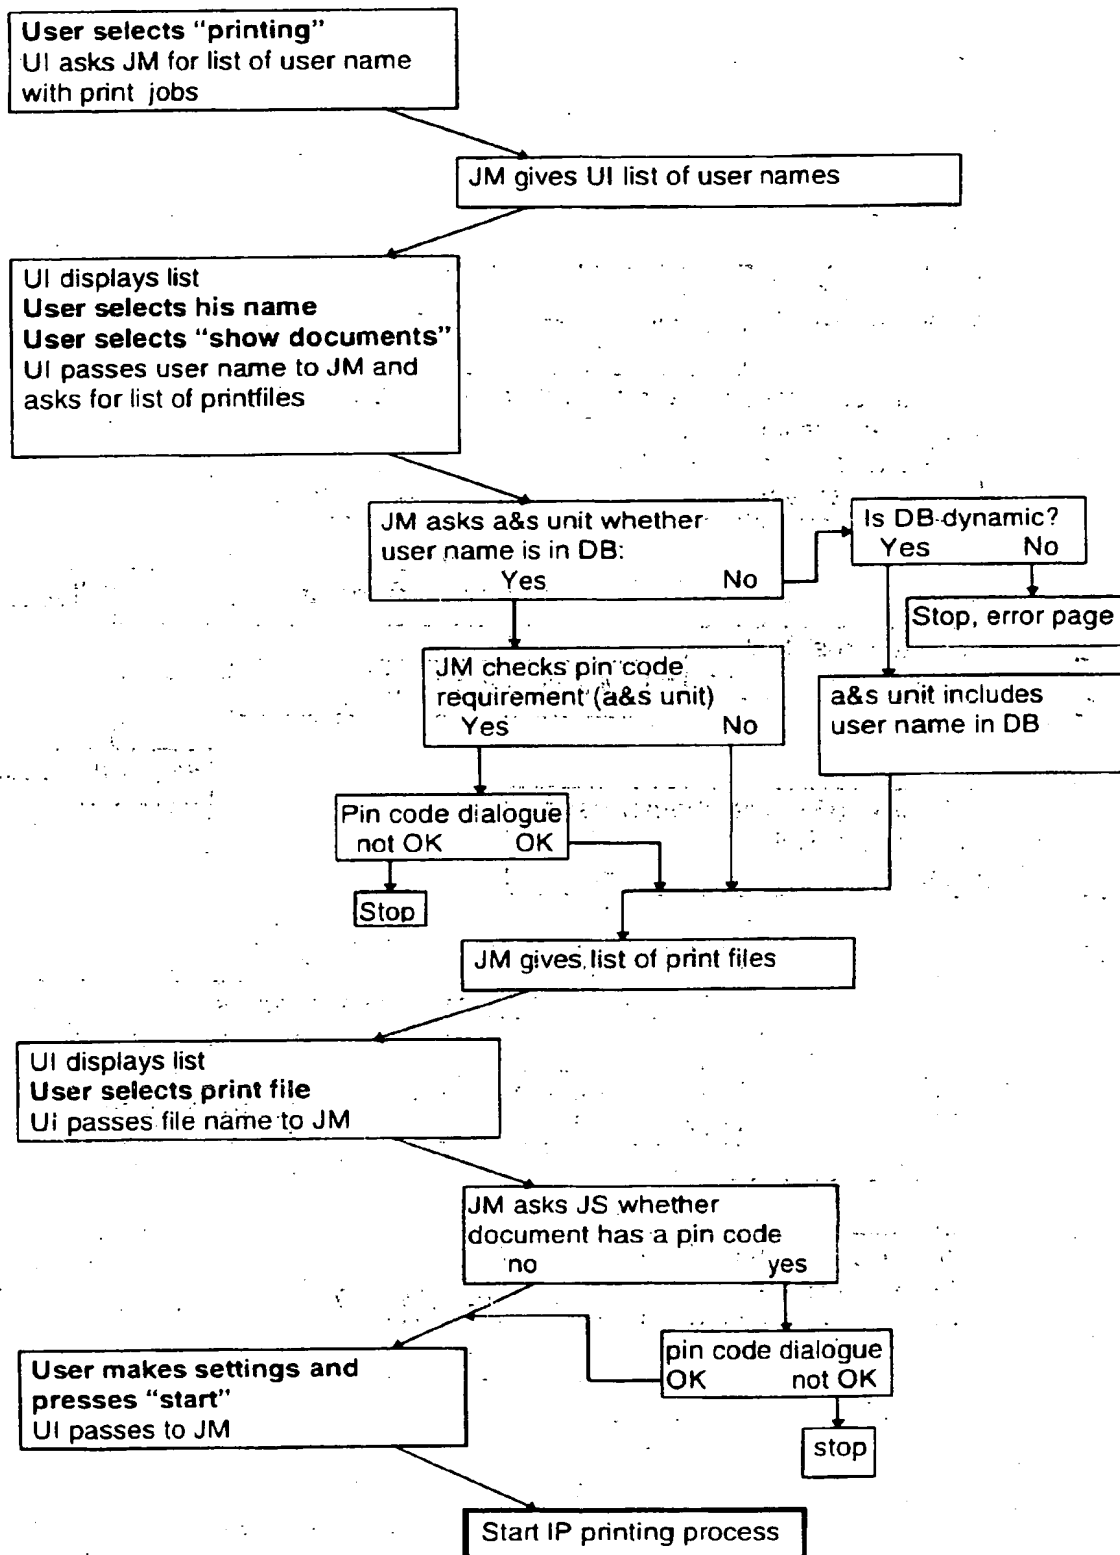 User selects “printing”
UI asks JM for list of user name
with print jobs
JM gives UI list of user names
UI displays list
User selects his name
User selects “show documents”
UI passes user name to JM and
asks for list of printfiles
JM asks a&s unit whether
user name is in DB:
Yes No
Is DB dynamic?
Yes No
Stop, error page
JM checks pin code
requirement (a&s unit)
Yes No
a&s unit includes
user name in DB
Pin code dialogue
not OK OK
Stop
JM gives list of print files
UI displays list
User selects print file
Ui passes file name to JM
JM asks JS whether
document has a pin code
no yes
pin code dialogue
OK not OK
stop
User makes settings and
presses “start”
UI passes to JM
Start IP printing process